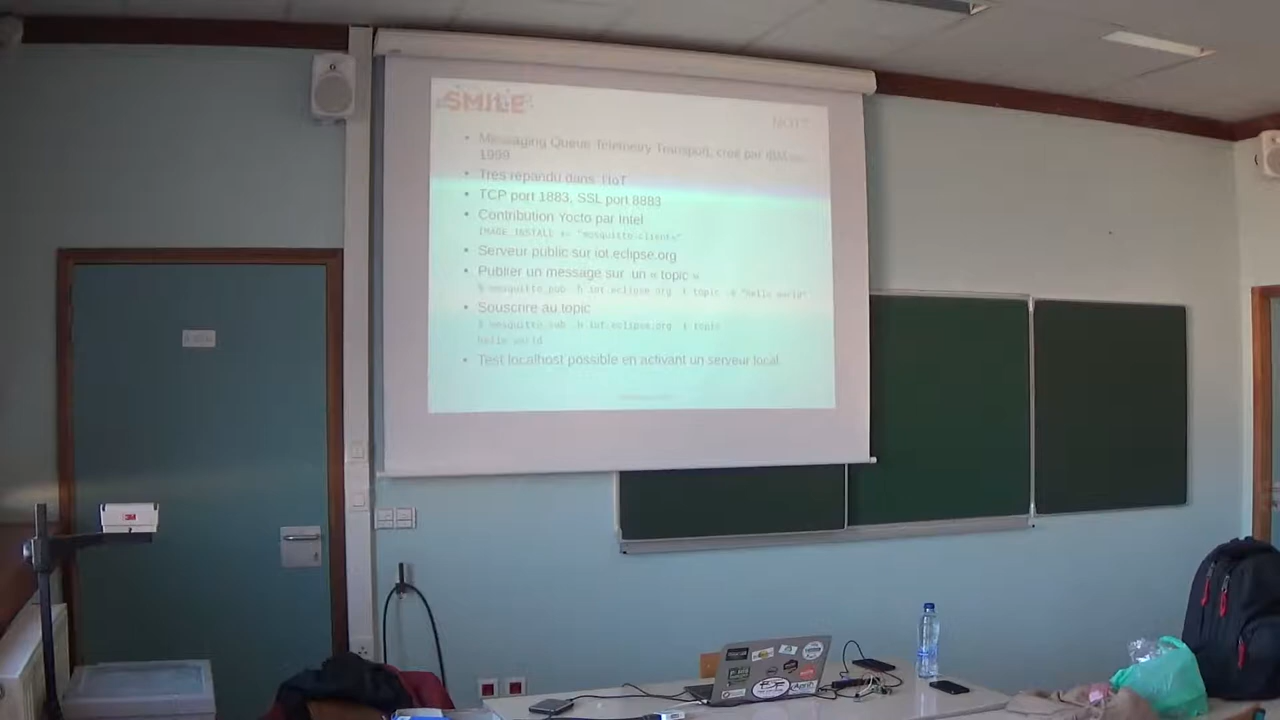 SMILE
MQTT
• Messaging Queue Telemetry Transport, créé par IBM en
1999
• Très répandu dans l'IoT
• TCP port 1883, SSL port 8883
• Contribution Yocto par Intel
IMAGE_INSTALL += "mosquitto-clients"
• Serveur public sur iot.eclipse.org
• Publier un message sur un « topic »
$ mosquitto_pub -h iot.eclipse.org -t topic -m "hello world"
• Souscrire au topic
$ mosquitto_sub -h iot.eclipse.org -t topic
hello world
• Test localhost possible en activant un serveur local
3M